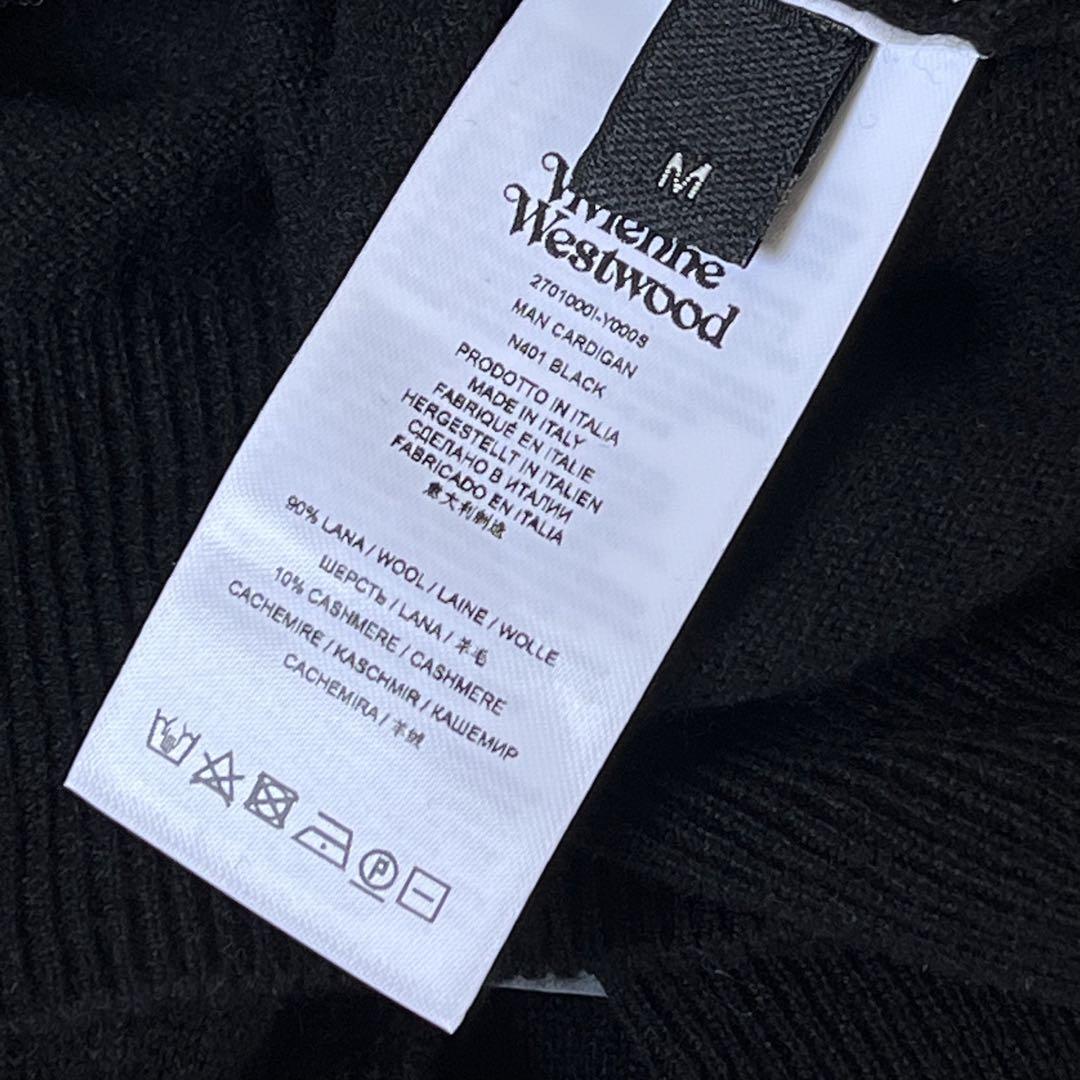 M
Vivienne
Westwood
2701000I-Y0008
MAN CARDIGAN
N401 BLACK
PRODOTTO IN ITALIA
MADE IN ITALY
FABRIQUÉ EN ITALIE
HERGESTELLT IN ITALIEN
СДЕЛАНО В ИТАЛИИ
FABRICADO EN ITALIA
意大利制造
90% LANA / WOOL / LAINE / WOLLE
ШЕРСТЬ / LANA / 羊毛
10% CASHMERE / CASHMERE
CACHEMIRE / KASCHMIR / КАШЕМИР
CACHEMIRA / 羊绒
P